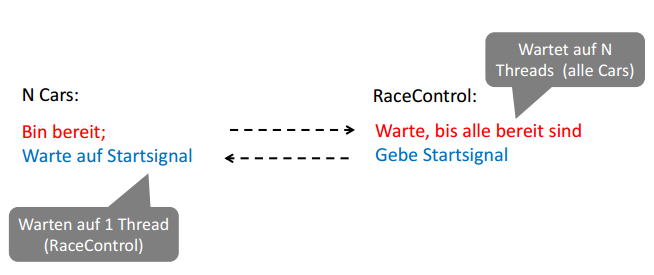 Wartet auf N
Threads  (alle Cars)
N Cars:
RaceControl:
Bin bereit;
Warte, bis alle bereit sind
Warte auf Startsignal
Gebe Startsignal
Warten auf 1 Thread
(RaceControl)